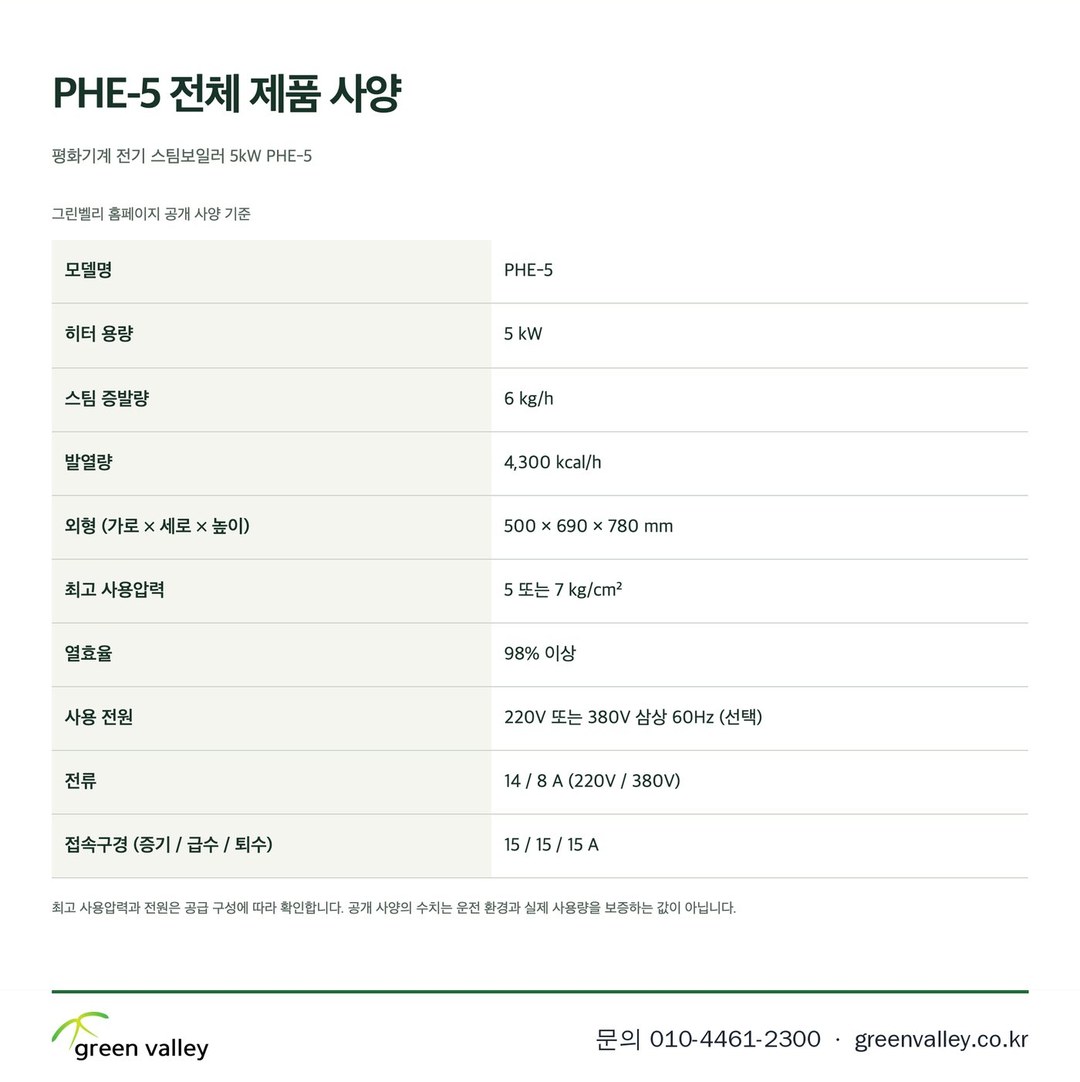 PHE-5 전체 제품 사양
평화기계 전기 스팀보일러 5kW PHE-5
그린벨리 홈페이지 공개 사양 기준
모델명 PHE-5
히터 용량 5 kW
스팀 증발량 6 kg/h
발열량 4,300 kcal/h
외형 (가로 × 세로 × 높이) 500 × 690 × 780 mm
최고 사용압력 5 또는 7 kg/cm²
열효율 98% 이상
사용 전원 220V 또는 380V 삼상 60Hz (선택)
전류 14 / 8 A (220V / 380V)
접속구경 (증기 / 급수 / 퇴수) 15 / 15 / 15 A
최고 사용압력과 전원은 공급 구성에 따라 확인합니다. 공개 사양의 수치는 운전 환경과 실제 사용량을 보증하는 값이 아닙니다.
green valley
문의 010-4461-2300 · greenvalley.co.kr